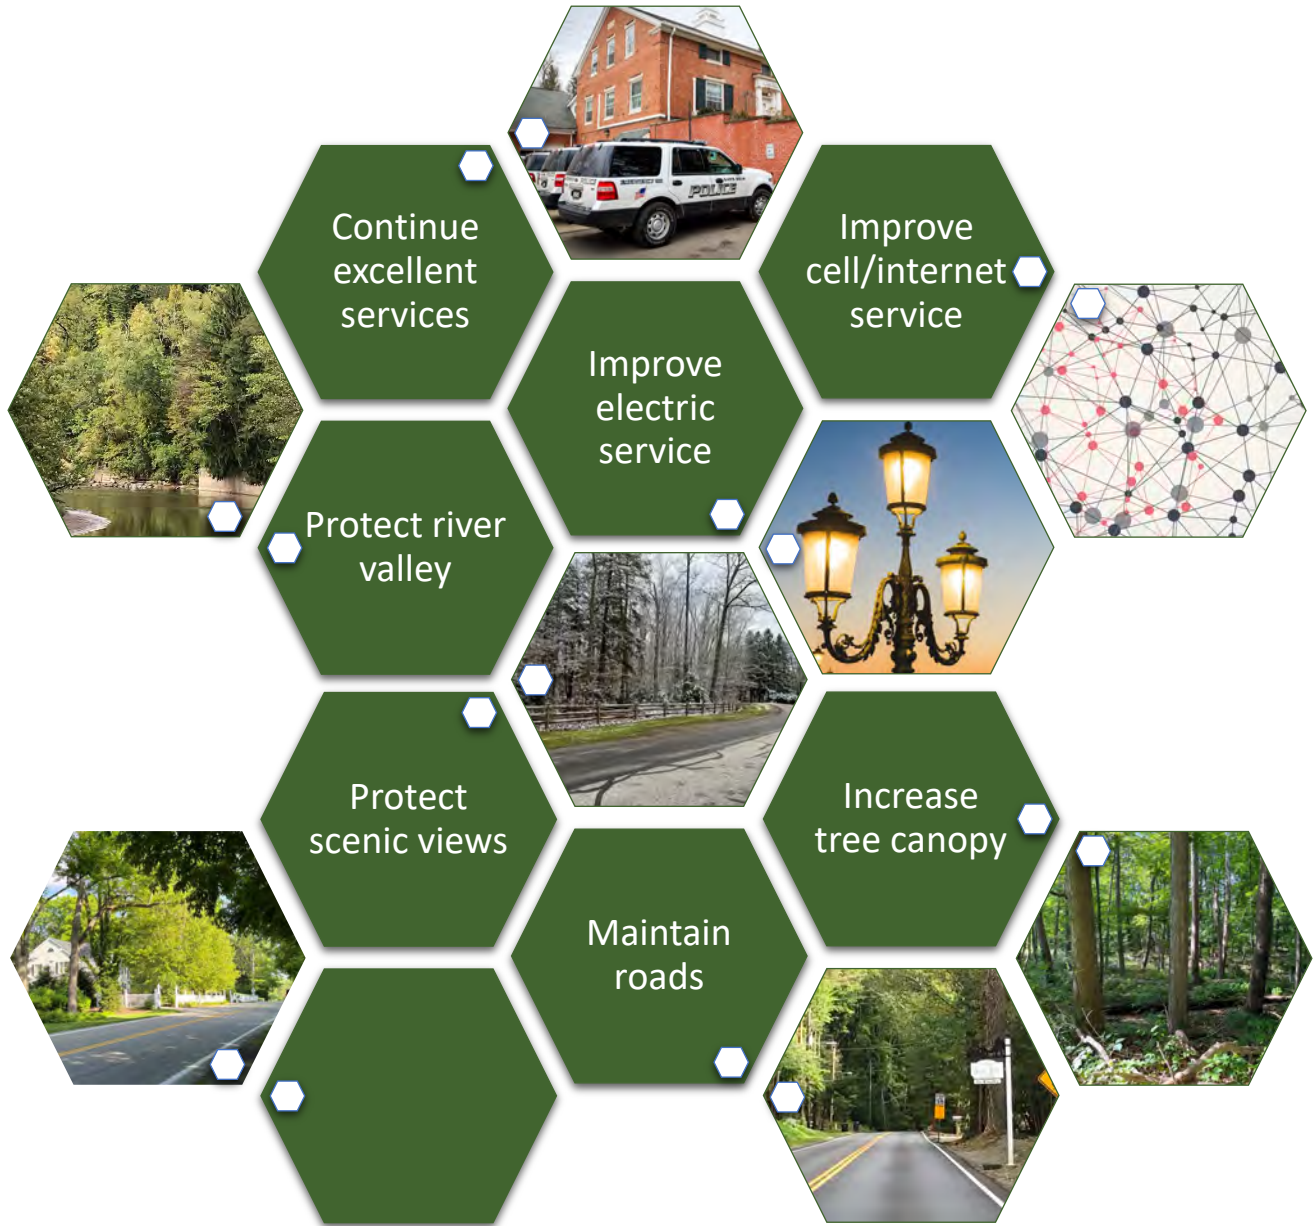 POLICE
Continue
excellent
services
Improve
cell/internet
service
Improve
electric
service
Protect river
valley
Protect
scenic views
Increase
tree canopy
Maintain
roads